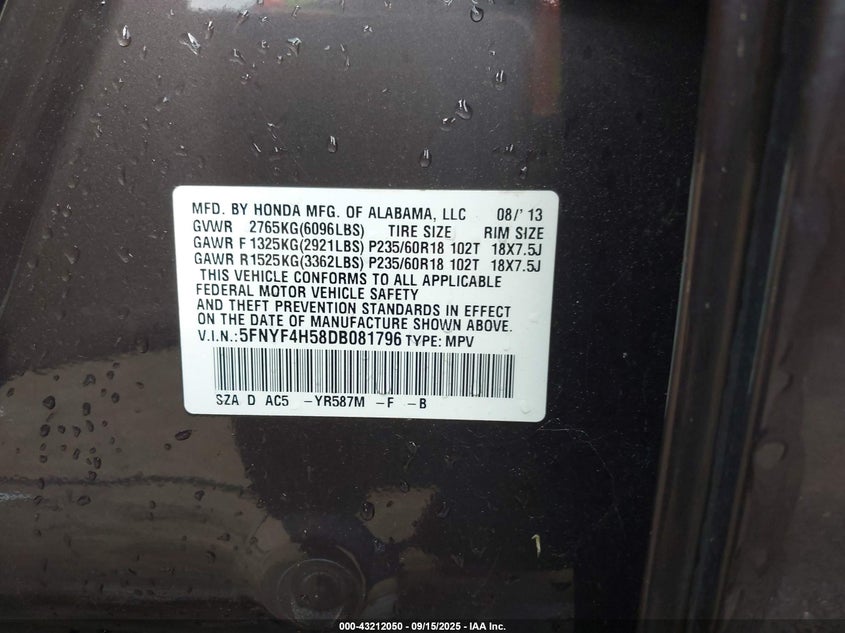 MFD. BY HONDA MFG. OF ALABAMA, LLC 08/'13
GVWR 2765KG(6096LBS) TIRE SIZE RIM SIZE
GAWR F 1325KG(2921LBS) P235/60R18 102T 18X7.5J
GAWR R1525KG(3362LBS) P235/60R18 102T 18X7.5J
THIS VEHICLE CONFORMS TO ALL APPLICABLE
FEDERAL MOTOR VEHICLE SAFETY
AND THEFT PREVENTION STANDARDS IN EFFECT
ON THE DATE OF MANUFACTURE SHOWN ABOVE.
V.I.N.:5FNYF4H58DB081796 TYPE: MPV
SZA D AC5 -YR587M -F -B
000-43212050 - 09/15/2025 - IAA Inc.